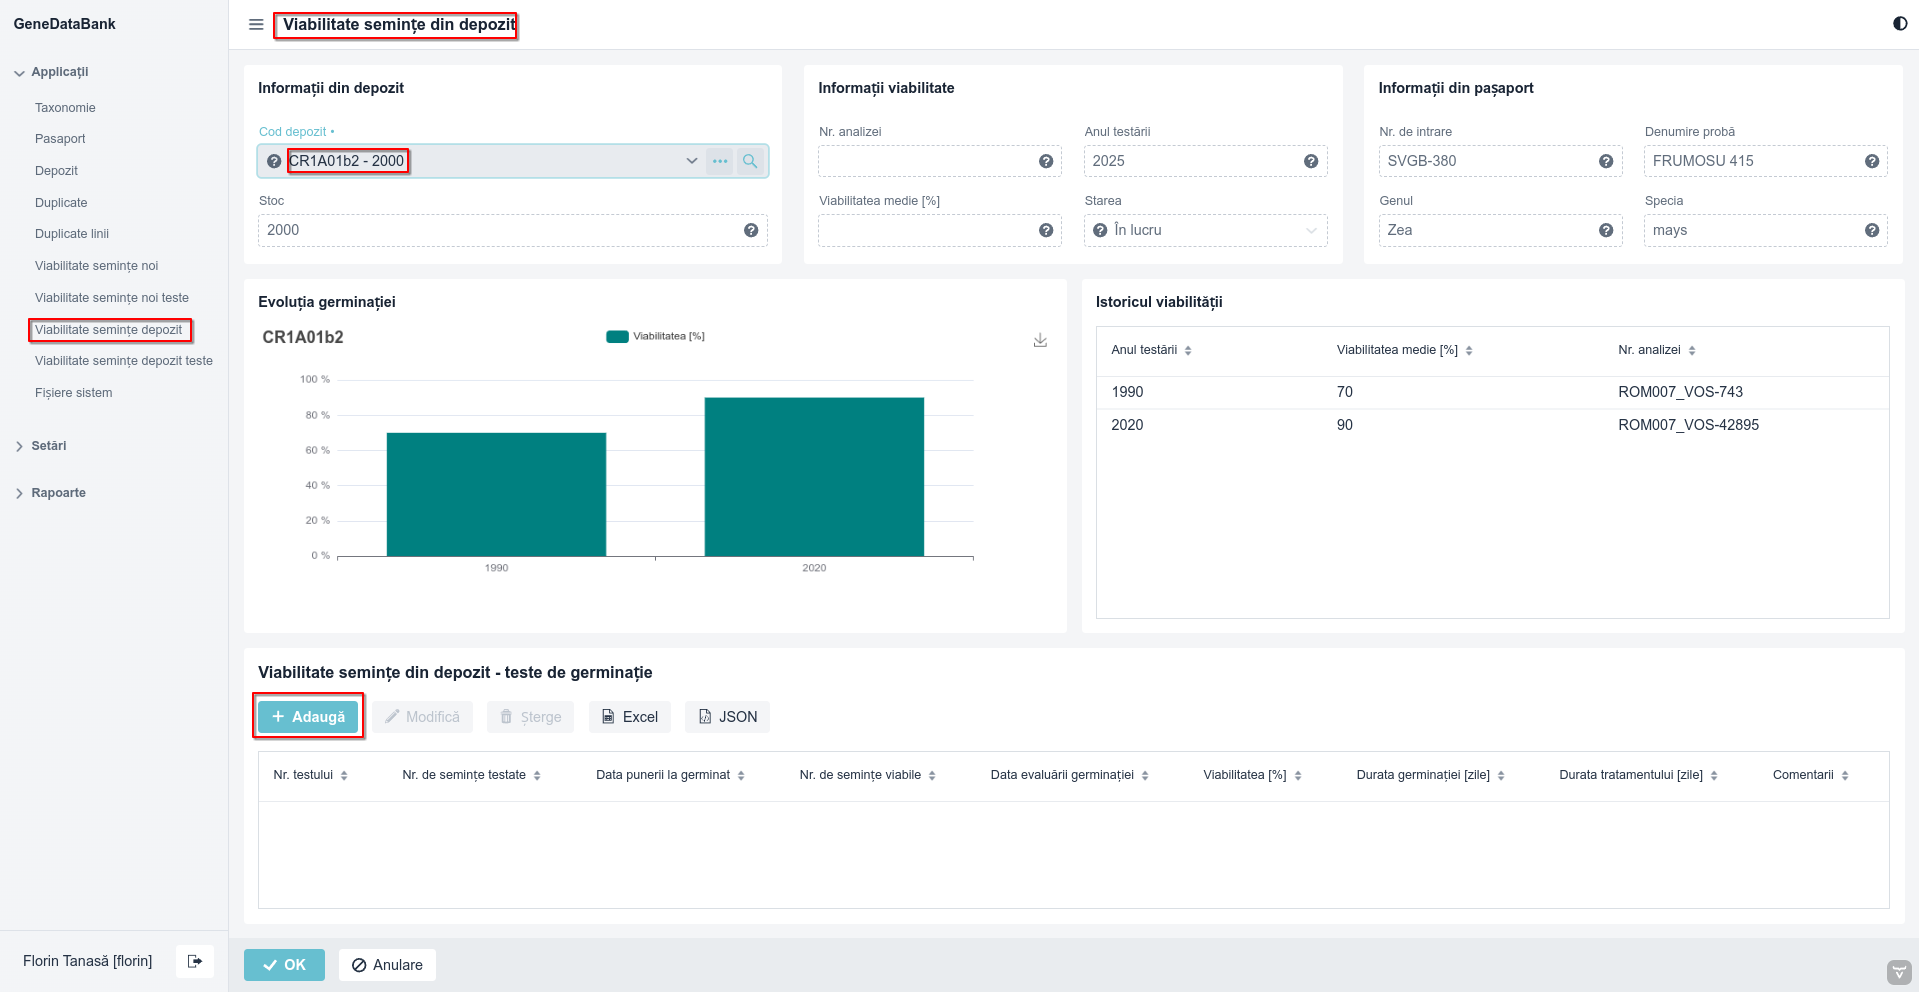 GeneDataBank
Viabilitate semințe din depozit
Applicații
Taxonomie
Pasaport
Depozit
Duplicate
Duplicate linii
Viabilitate semințe noi
Viabilitate semințe noi teste
Viabilitate semințe depozit
Viabilitate semințe depozit teste
Fișiere sistem
Setări
Rapoarte
Florin Tanasă [florin]
Informații din depozit
Cod depozit •
CR1A01b2 - 2000
Stoc
2000
Informații viabilitate
Nr. analizei
Anul testării
2025
Viabilitatea medie [%]
Starea
În lucru
Informații din pașaport
Nr. de intrare
Denumire probă
SVGB-380
FRUMOSU 415
Genul
Specia
Zea
mays
Evoluția germinației
CR1A01b2
Viabilitatea [%]
100 %
80 %
60 %
40 %
20 %
0 %
1990
2020
Istoricul viabilității
Anul testării
Viabilitatea medie [%]
Nr. analizei
1990
70
ROM007_VOS-743
2020
90
ROM007_VOS-42895
Viabilitate semințe din depozit - teste de germinație
Adaugă
Modifică
Șterge
Excel
JSON
Nr. testului
Nr. de semințe testate
Data punerii la germinat
Nr. de semințe viabile
Data evaluării germinației
Viabilitatea [%]
Durata germinației [zile]
Durata tratamentului [zile]
Comentarii
OK
Anulare